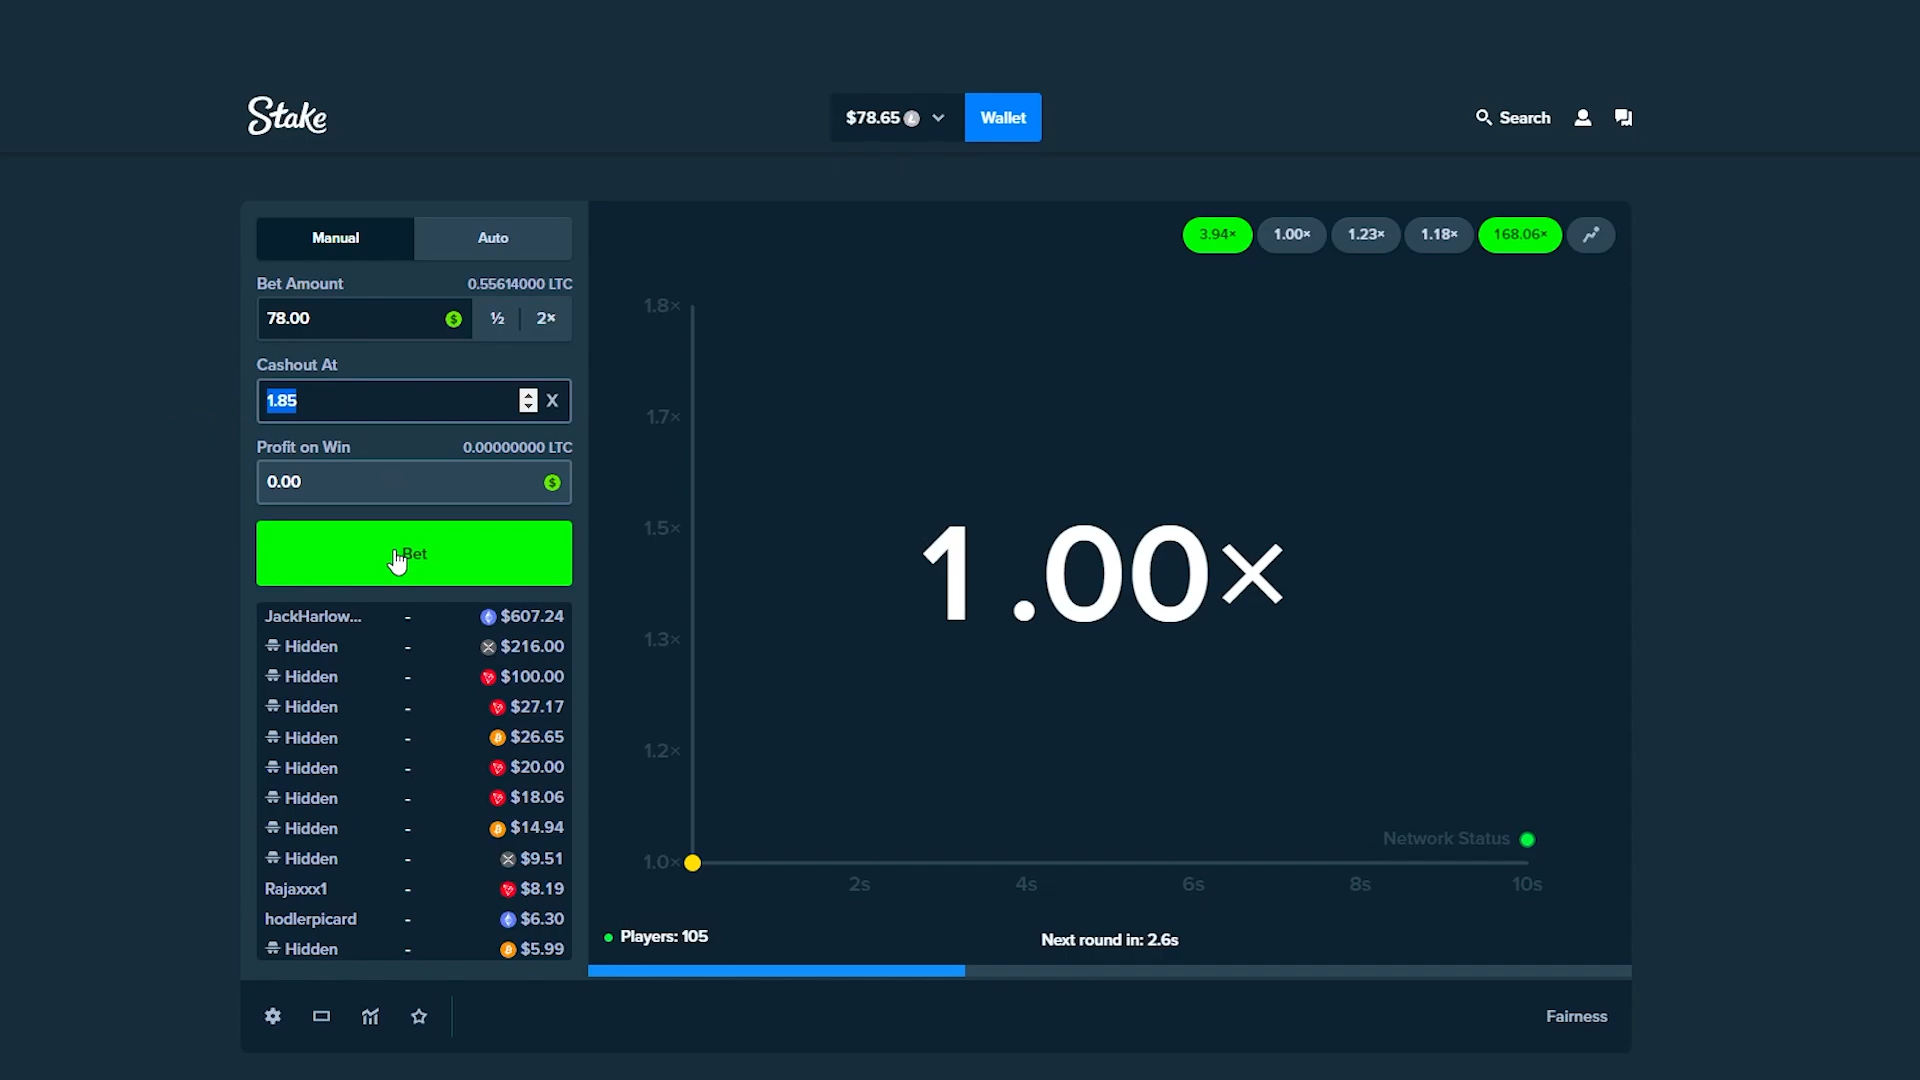 Stake
$78.65
Wallet
Search
Manual
Auto
Bet Amount
0.55614000 LTC
78.00
½
2×
Cashout At
1.85
X
Profit on Win
0.00000000 LTC
0.00
Bet
JackHarlow... - $607.24
Hidden - $216.00
Hidden - $100.00
Hidden - $27.17
Hidden - $26.65
Hidden - $20.00
Hidden - $18.06
Hidden - $14.94
Hidden - $9.51
Rajaxxx1 - $8.19
hodlerpicard - $6.30
Hidden - $5.99
3.94×
1.00×
1.23×
1.18×
168.06×
1.8×
1.7×
1.5×
1.3×
1.2×
1.0×
1.00×
Network Status
2s
4s
6s
8s
10s
Players: 105
Next round in: 2.6s
Fairness